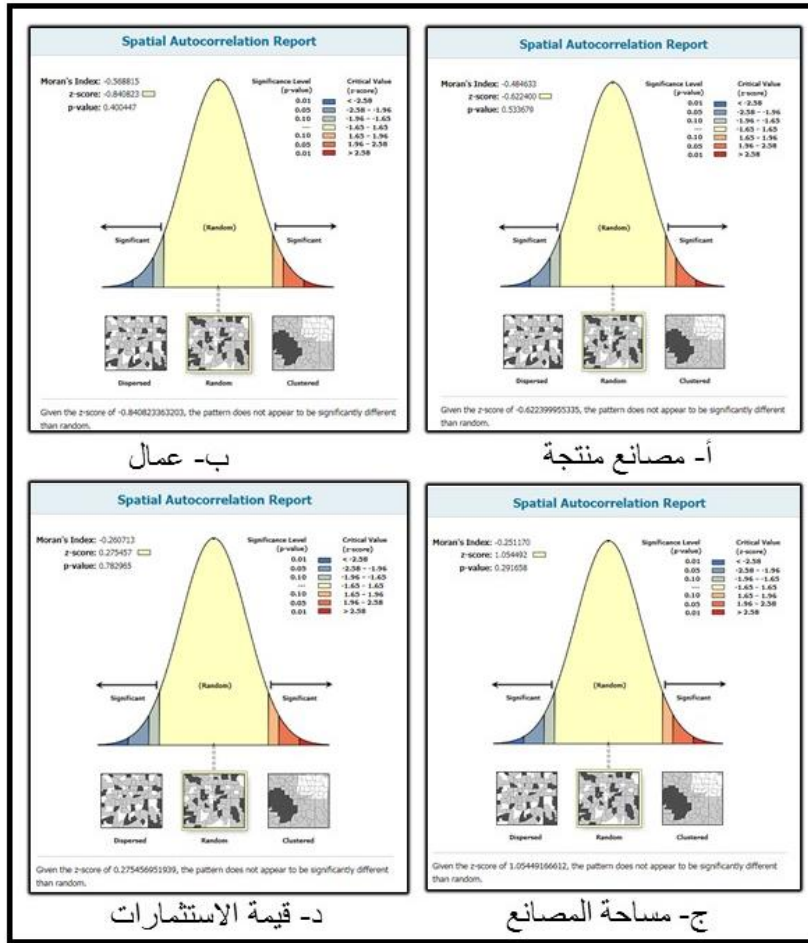 Spatial Autocorrelation Report
Moran's Index: -0.568815
z-score: -0.840823
p-value: 0.400447
Significance Level
(p-value)
0.01
0.05
0.10
---
0.10
0.05
0.01
Critical Value
(z-score)
< -2.58
-2.58 - -1.96
-1.96 - -1.65
-1.65 - 1.65
1.65 - 1.96
1.96 - 2.58
> 2.58
Significant
(Random)
Significant
Dispersed
Random
Clustered
Given the z-score of -0.840823363203, the pattern does not appear to be significantly different
than random.
ب- عمال
Spatial Autocorrelation Report
Moran's Index: -0.484633
z-score: -0.622400
p-value: 0.533679
Significance Level
(p-value)
0.01
0.05
0.10
---
0.10
0.05
0.01
Critical Value
(z-score)
< -2.58
-2.58 - -1.96
-1.96 - -1.65
-1.65 - 1.65
1.65 - 1.96
1.96 - 2.58
> 2.58
Significant
(Random)
Significant
Dispersed
Random
Clustered
Given the z-score of -0.622399955335, the pattern does not appear to be significantly different
than random.
أ- مصانع منتجة
Spatial Autocorrelation Report
Moran's Index: -0.260713
z-score: 0.275457
p-value: 0.782965
Significance Level
(p-value)
0.01
0.05
0.10
---
0.10
0.05
0.01
Critical Value
(z-score)
< -2.58
-2.58 - -1.96
-1.96 - -1.65
-1.65 - 1.65
1.65 - 1.96
1.96 - 2.58
> 2.58
Significant
(Random)
Significant
Dispersed
Random
Clustered
Given the z-score of 0.275456951939, the pattern does not appear to be significantly different
than random.
د- قيمة الاستثمارات
Spatial Autocorrelation Report
Moran's Index: -0.251170
z-score: 1.054492
p-value: 0.291658
Significance Level
(p-value)
0.01
0.05
0.10
---
0.10
0.05
0.01
Critical Value
(z-score)
< -2.58
-2.58 - -1.96
-1.96 - -1.65
-1.65 - 1.65
1.65 - 1.96
1.96 - 2.58
> 2.58
Significant
(Random)
Significant
Dispersed
Random
Clustered
Given the z-score of 1.05449166612, the pattern does not appear to be significantly different
than random.
ج- مساحة المصانع